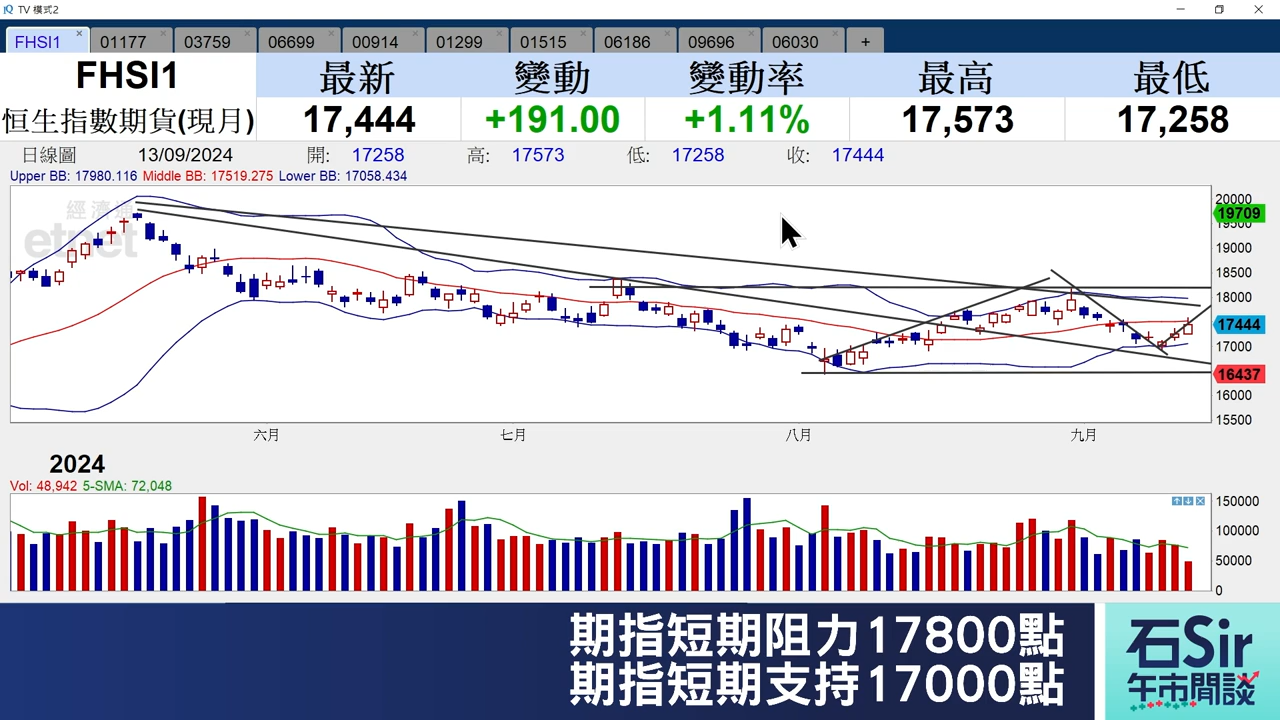 TV 模式2
FHSI1 01177 03759 06699 00914 01299 01515 06186 09696 06030 +
FHSI1 最新 變動 變動率 最高 最低
恒生指數期貨(現月) 17,444 +191.00 +1.11% 17,573 17,258
日線圖 13/09/2024 開: 17258 高: 17573 低: 17258 收: 17444
Upper BB: 17980.116 Middle BB: 17519.275 Lower BB: 17058.434
經濟通
etnet
20000
19709
19500
19000
18500
18000
17444
17000
16437
16000
15500
六月 七月 八月 九月
2024
Vol: 48,942 5-SMA: 72,048
150000
100000
50000
0
期指短期阻力17800點
期指短期支持17000點
石Sir
午市閒談